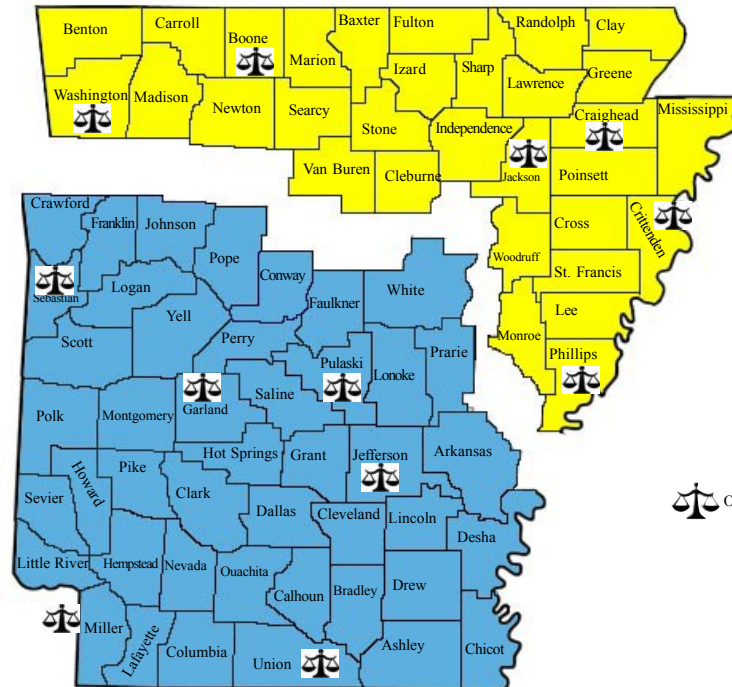 Benton
Carroll
Boone
Marion
Baxter
Fulton
Randolph
Clay
Izard
Sharp
Lawrence
Greene
Washington
Madison
Newton
Searcy
Stone
Independence
Craighead
Mississippi
Van Buren
Cleburne
Jackson
Poinsett
Cross
Crittenden
Woodruff
St. Francis
Lee
Monroe
Phillips
Crawford
Franklin
Johnson
Pope
Conway
Faulkner
White
Sebastian
Logan
Yell
Scott
Perry
Pulaski
Lonoke
Prarie
Saline
Garland
Polk
Montgomery
Hot Springs
Grant
Jefferson
Arkansas
Howard
Pike
Sevier
Clark
Dallas
Cleveland
Lincoln
Desha
Little River
Hempstead
Nevada
Ouachita
Calhoun
Bradley
Drew
Miller
Lafayette
Columbia
Union
Ashley
Chicot
O